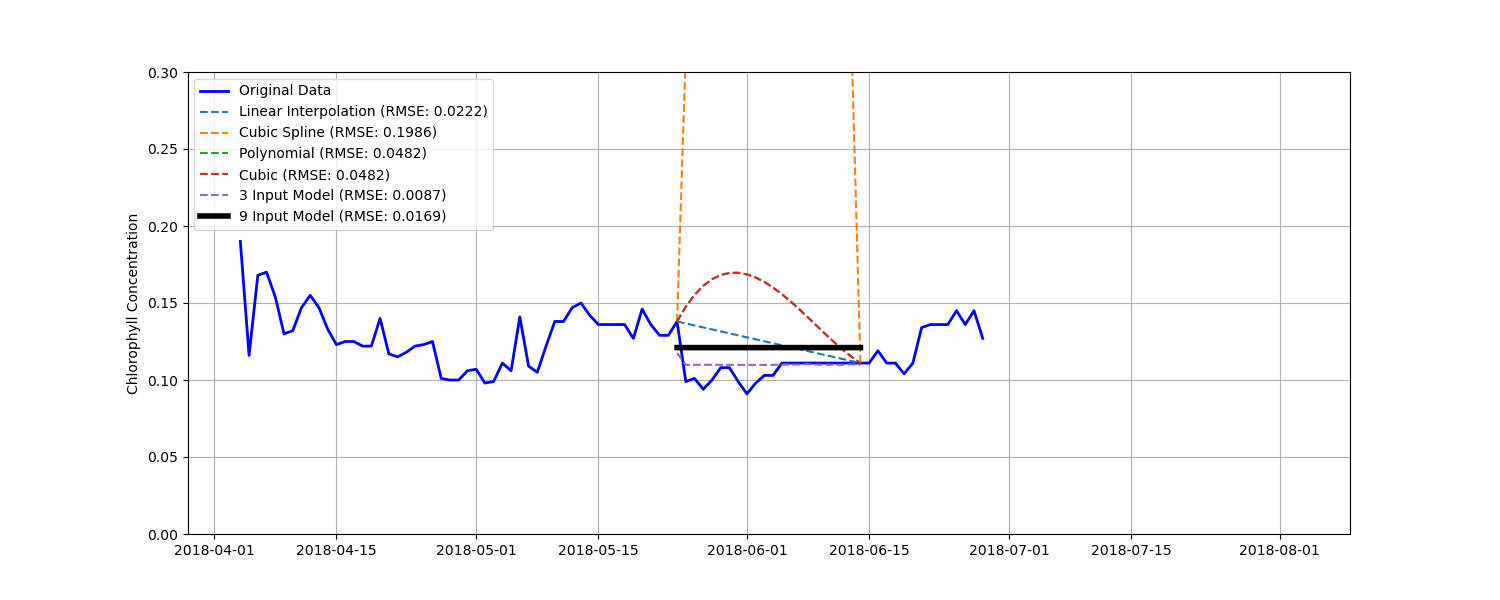 0.30
0.25
0.20
0.15
0.10
0.05
0.00
Chlorophyll Concentration
Original Data
Linear Interpolation (RMSE: 0.0222)
Cubic Spline (RMSE: 0.1986)
Polynomial (RMSE: 0.0482)
Cubic (RMSE: 0.0482)
3 Input Model (RMSE: 0.0087)
9 Input Model (RMSE: 0.0169)
2018-04-01 2018-04-15 2018-05-01 2018-05-15 2018-06-01 2018-06-15 2018-07-01 2018-07-15 2018-08-01